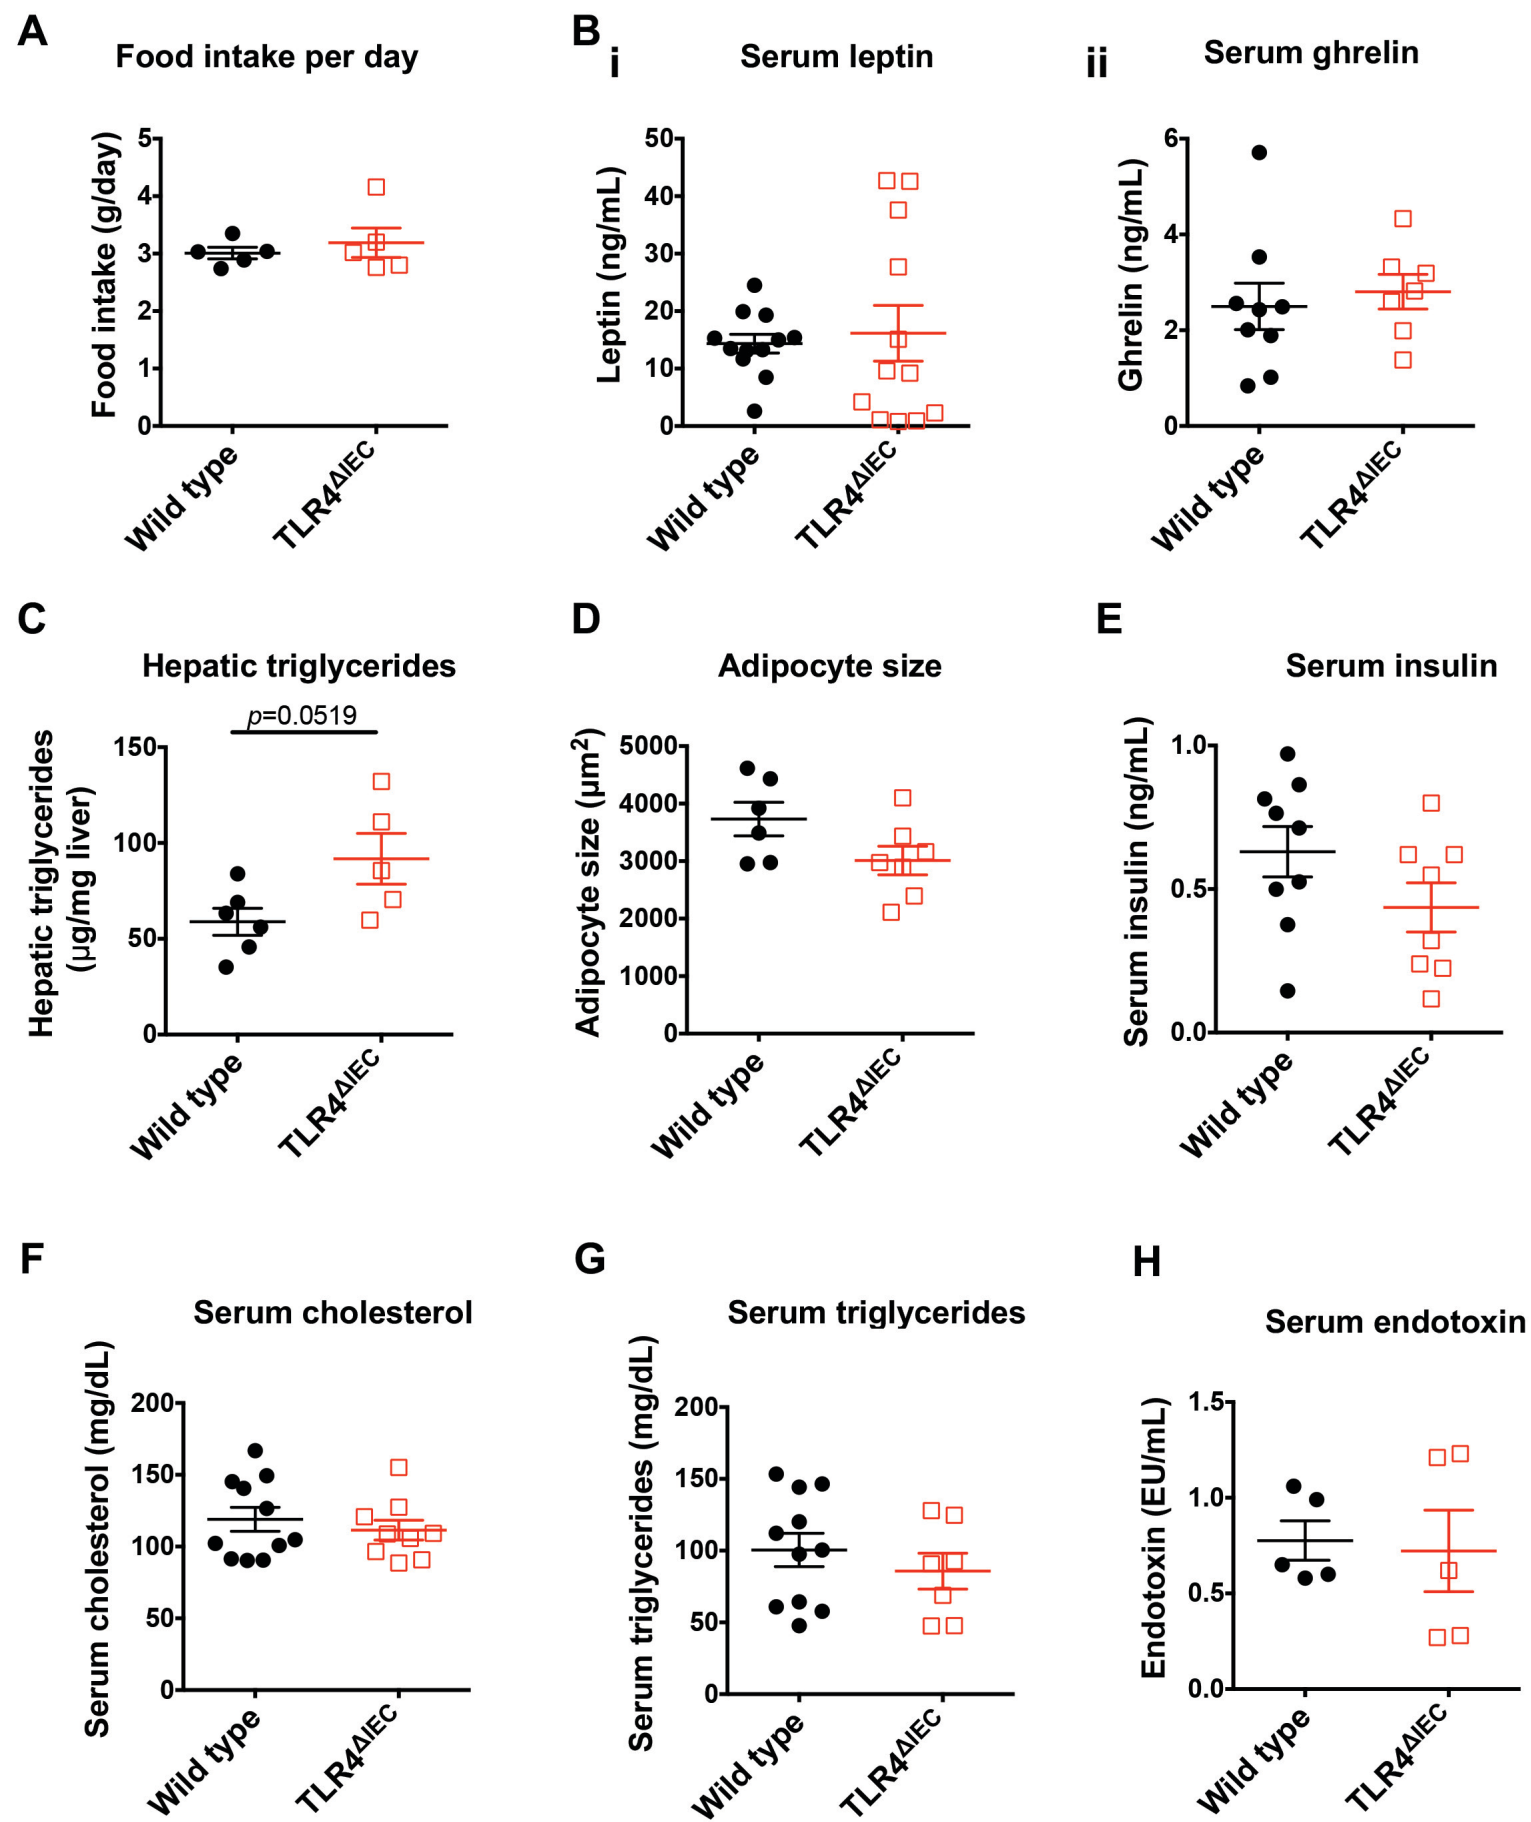 A
Food intake per day
Food intake (g/day)
5
4
3
2
1
0
Wild type
TLR4ΔIEC
B
i
Serum leptin
Leptin (ng/mL)
50
40
30
20
10
0
Wild type
TLR4ΔIEC
ii
Serum ghrelin
Ghrelin (ng/mL)
6
4
2
0
Wild type
TLR4ΔIEC
C
Hepatic triglycerides
p=0.0519
Hepatic triglycerides
(μg/mg liver)
150
100
50
0
Wild type
TLR4ΔIEC
D
Adipocyte size
Adipocyte size (μm²)
5000
4000
3000
2000
1000
0
Wild type
TLR4ΔIEC
E
Serum insulin
Serum insulin (ng/mL)
1.0
0.5
0.0
Wild type
TLR4ΔIEC
F
Serum cholesterol
Serum cholesterol (mg/dL)
200
150
100
50
0
Wild type
TLR4ΔIEC
G
Serum triglycerides
Serum triglycerides (mg/dL)
200
150
100
50
0
Wild type
TLR4ΔIEC
H
Serum endotoxin
Endotoxin (EU/mL)
1.5
1.0
0.5
0.0
Wild type
TLR4ΔIEC